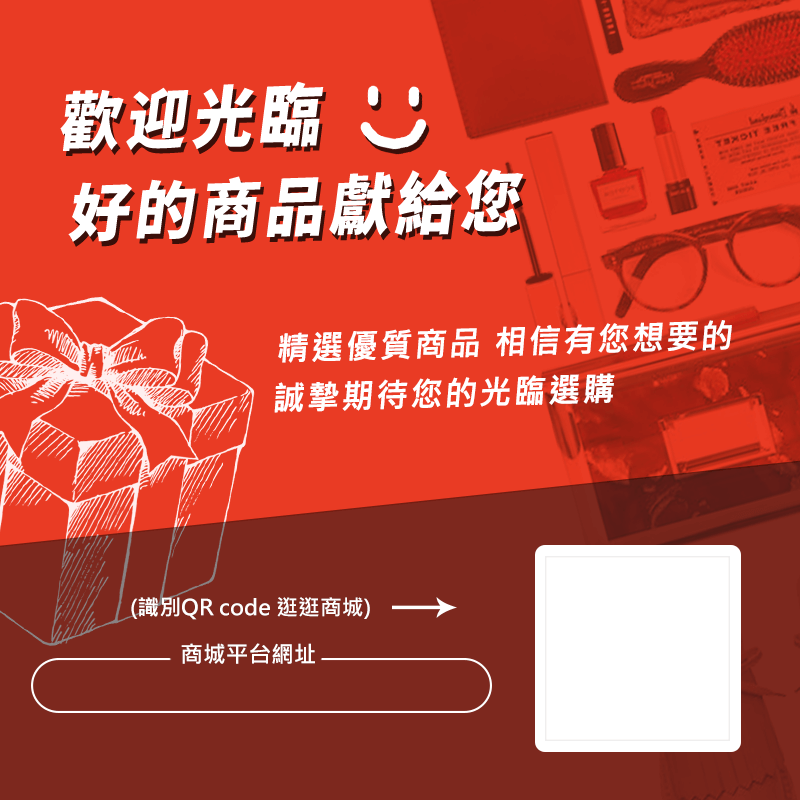 歡迎光臨
好的商品獻給您
精選優質商品 相信有您想要的
誠摯期待您的光臨選購
(識別QR code 逛逛商城)
商城平台網址